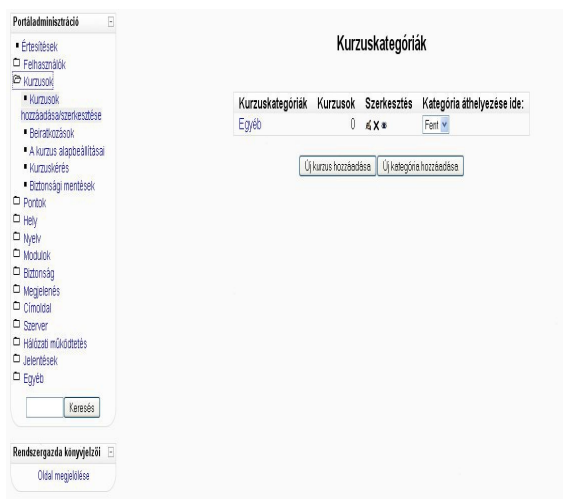 Portáladminisztráció
Értesítések
Felhasználók
Kurzusok
Kurzusok
hozzáadása/szerkesztése
Beiratkozások
A kurzus alapbeállításai
Kurzuskérés
Biztonsági mentések
Pontok
Hely
Nyelv
Modulok
Biztonság
Megjelenés
Címoldal
Szerver
Hálózati működtetés
Jelentések
Egyéb
Keresés
Rendszergazda könyvjelzői
Oldal megjelölése
Kurzuskategóriák
Kurzuskategóriák Kurzusok Szerkesztés Kategória áthelyezése ide:
Egyéb 0 Fent
Új kurzus hozzáadása Új kategória hozzáadása